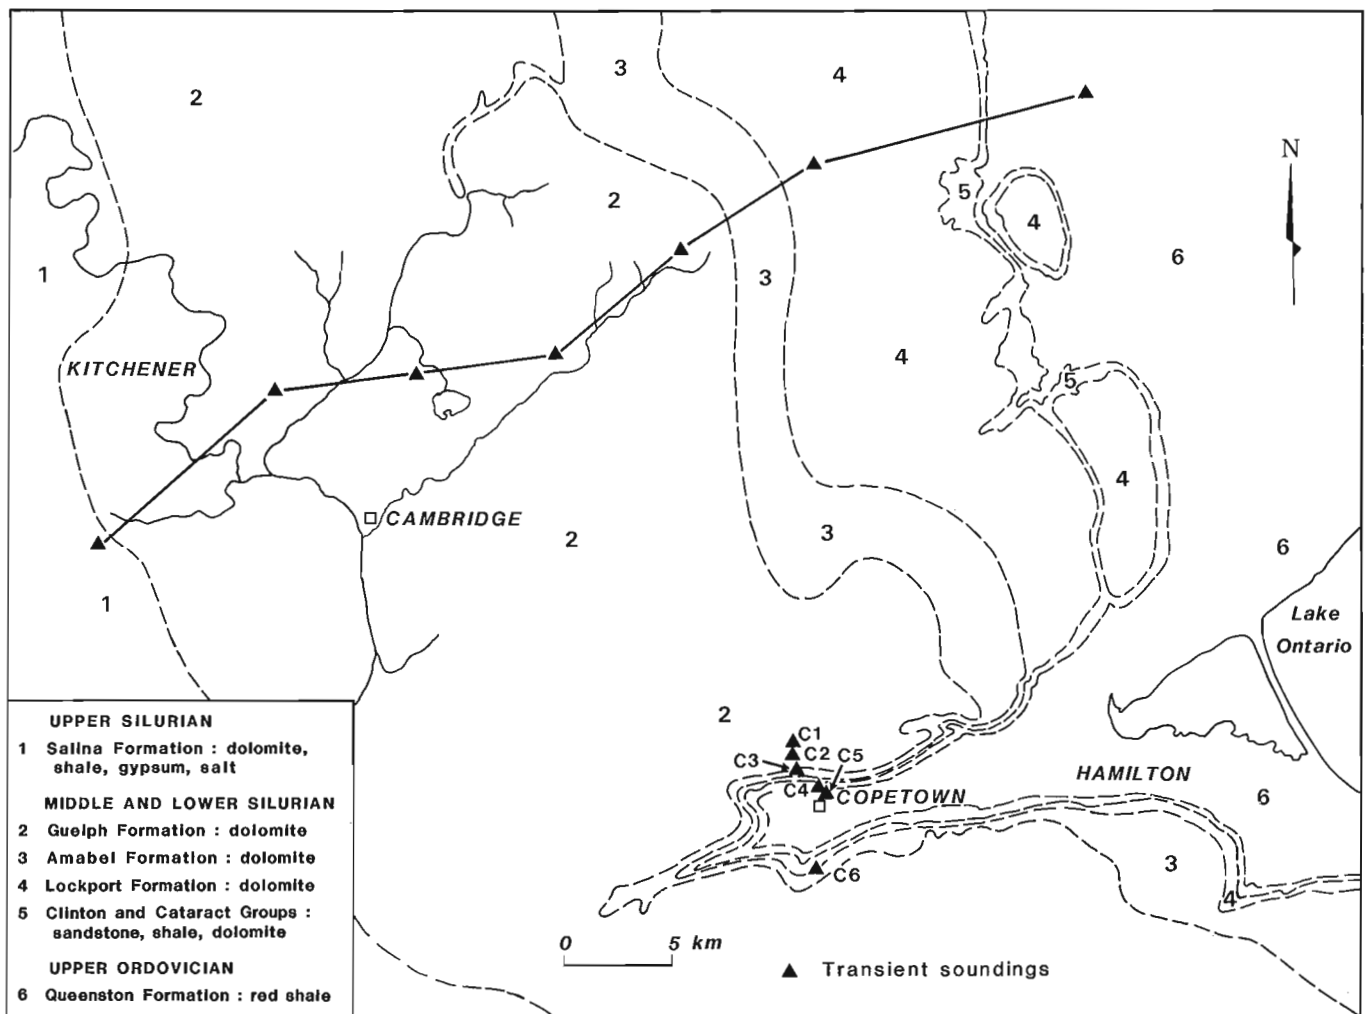 3
4
2
6
N
5
4
2
1
3
6
4
KITCHENER
5
4
CAMBRIDGE
2
3
6
1
Lake
Ontario
2
C1
C2
C5
C3
C4
COPETOWN
HAMILTON
6
C6
3
4
UPPER SILURIAN
1 Salina Formation : dolomite,
shale, gypsum, salt
MIDDLE AND LOWER SILURIAN
2 Guelph Formation : dolomite
3 Amabel Formation : dolomite
4 Lockport Formation : dolomite
5 Clinton and Cataract Groups :
sandstone, shale, dolomite
UPPER ORDOVICIAN
6 Queenston Formation : red shale
0 5 km
Transient soundings